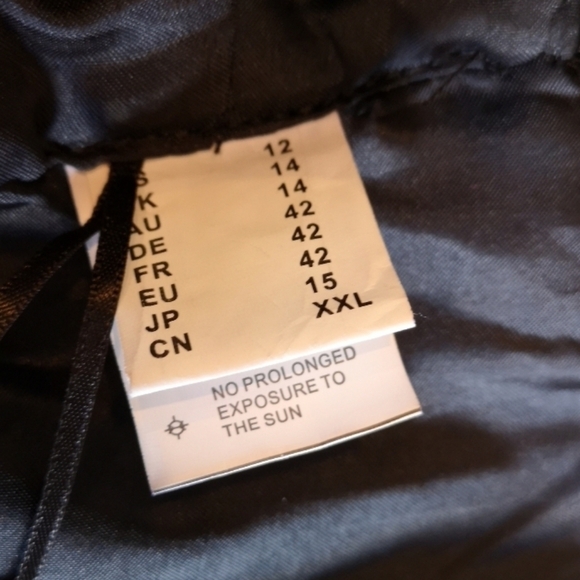 S 12
K 14
AU 14
DE 42
FR 42
EU 42
JP 15
CN XXL
NO PROLONGED
EXPOSURE TO
THE SUN